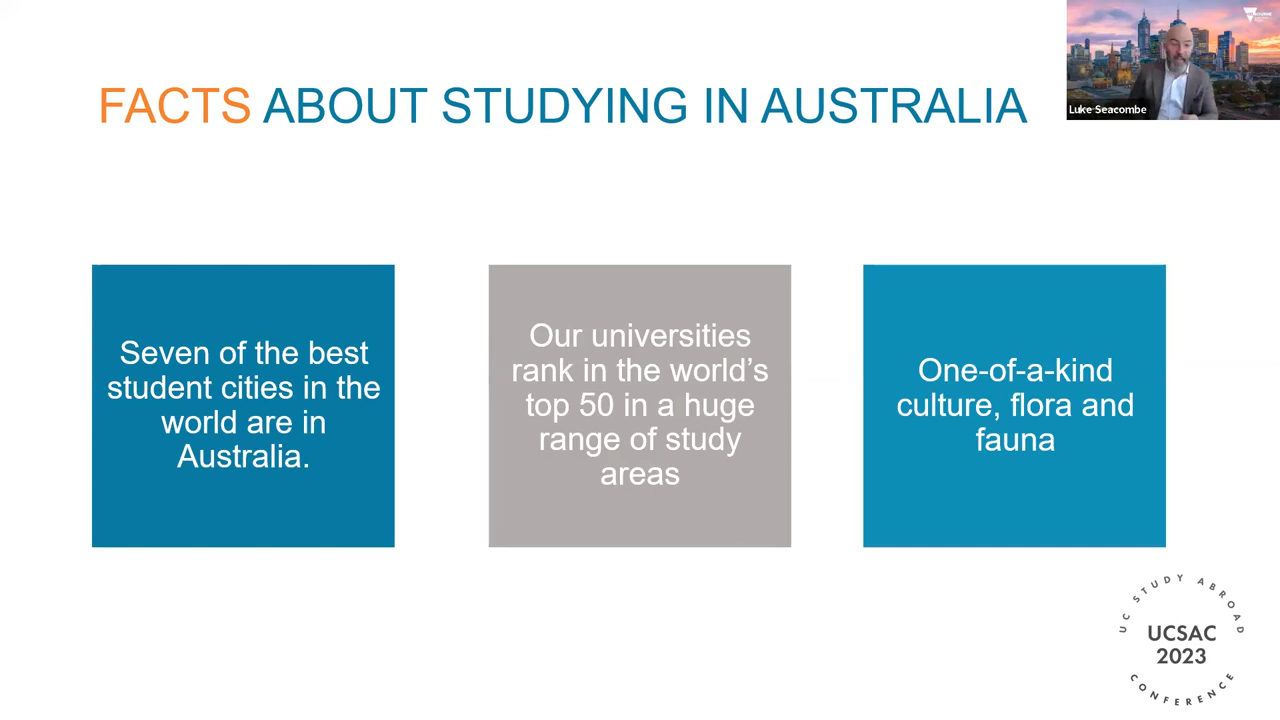 FACTS ABOUT STUDYING IN AUSTRALIA
Luke Seacombe
Seven of the best
student cities in the
world are in
Australia.
Our universities
rank in the world’s
top 50 in a huge
range of study
areas
One-of-a-kind
culture, flora and
fauna
UC STUDY ABROAD
UCSAC
2023
CONFERENCE